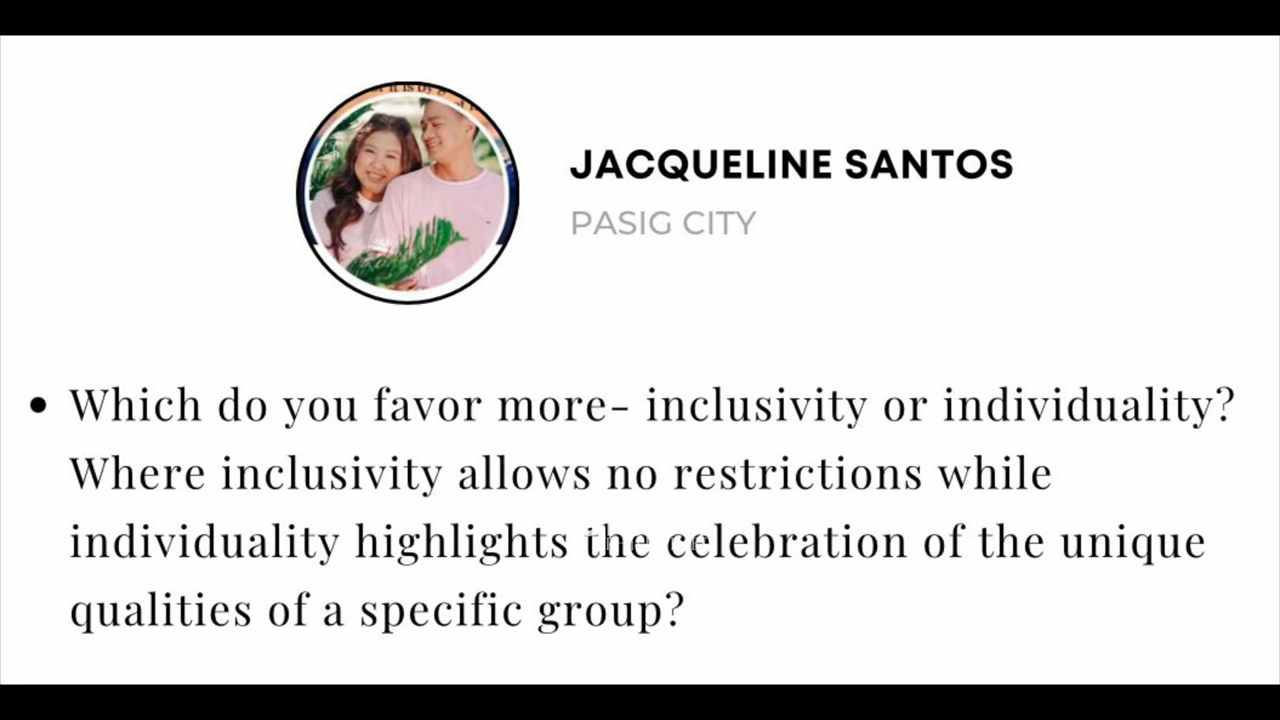 JACQUELINE SANTOS
PASIG CITY
• Which do you favor more- inclusivity or individuality?
Where inclusivity allows no restrictions while
individuality highlights the celebration of the unique
qualities of a specific group?